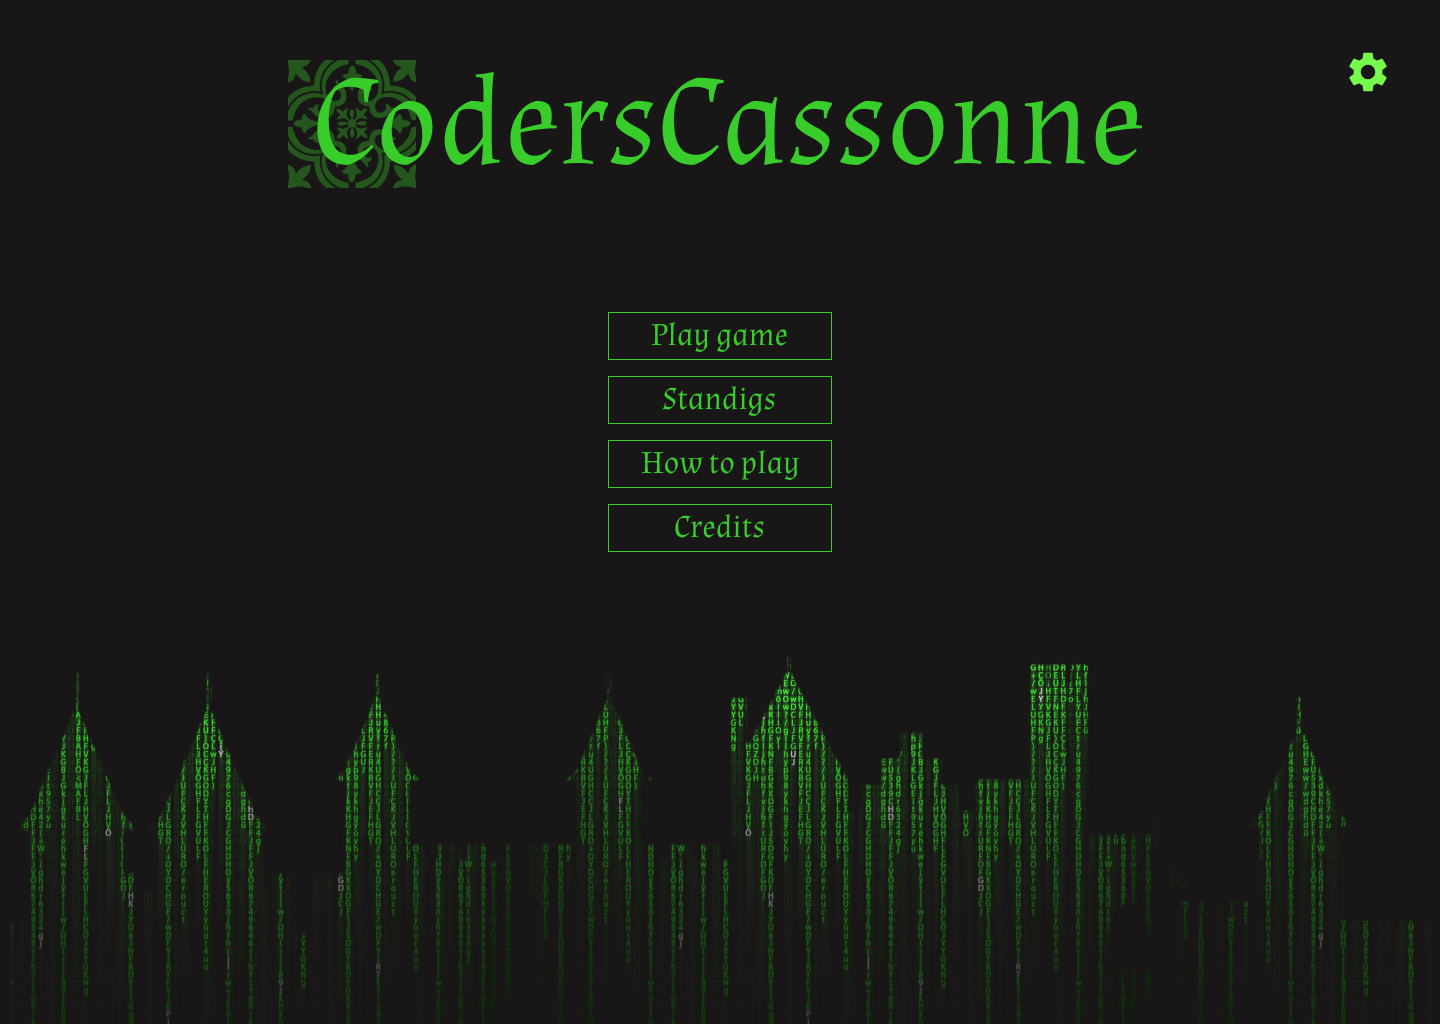 CodersCassonne
Play game
Standigs
How to play
Credits